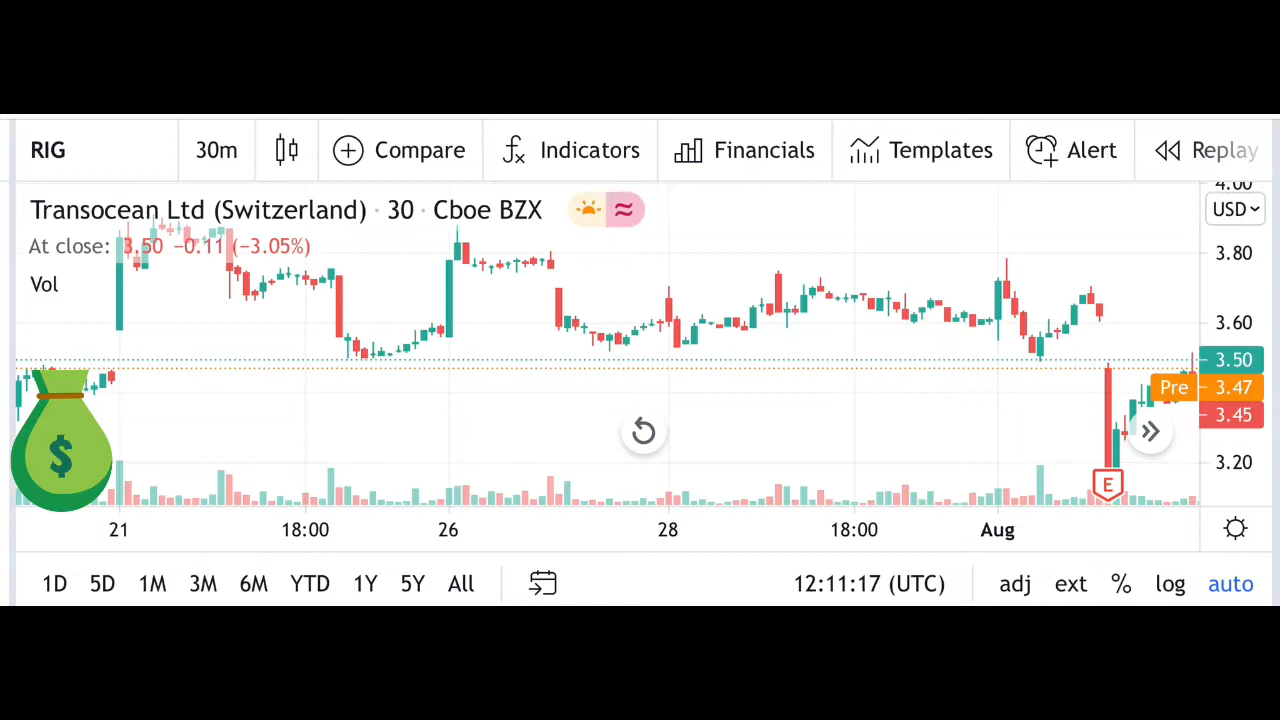 RIG 30m Compare Indicators Financials Templates Alert Replay
4.00
Transocean Ltd (Switzerland) · 30 · Cboe BZX USD
At close: 3.50 −0.11 (−3.05%)
3.80
Vol
3.60
3.50
Pre 3.47
3.45
$
3.20
E
21 18:00 26 28 18:00 Aug
1D 5D 1M 3M 6M YTD 1Y 5Y All 12:11:17 (UTC) adj ext % log auto